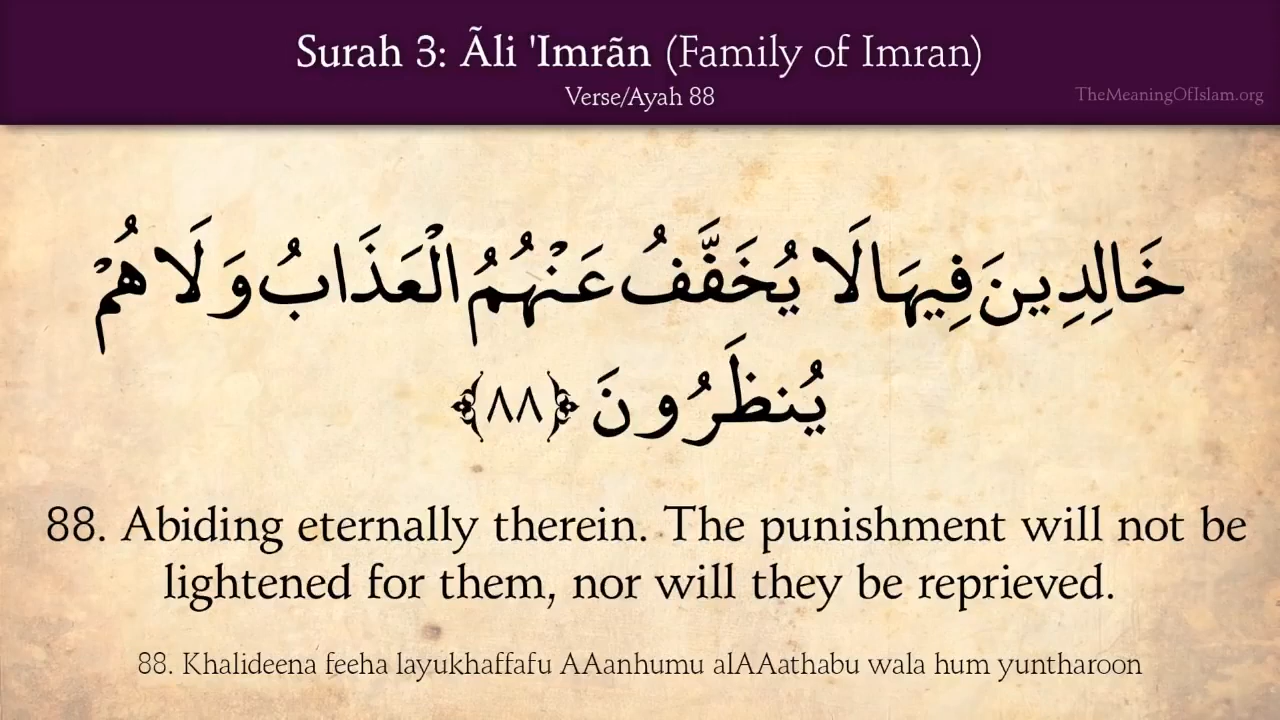 Surah 3: Ãli 'Imrãn (Family of Imran)
Verse/Ayah 88
TheMeaningOfIslam.org
خَالِدِينَ فِيهَا لَا يُخَفَّفُ عَنْهُمُ الْعَذَابُ وَلَا هُمْ
يُنظَرُونَ ﴿٨٨﴾
88. Abiding eternally therein. The punishment will not be
lightened for them, nor will they be reprieved.
88. Khalideena feeha layukhaffafu AAanhumu alAAathabu wala hum yuntharoon